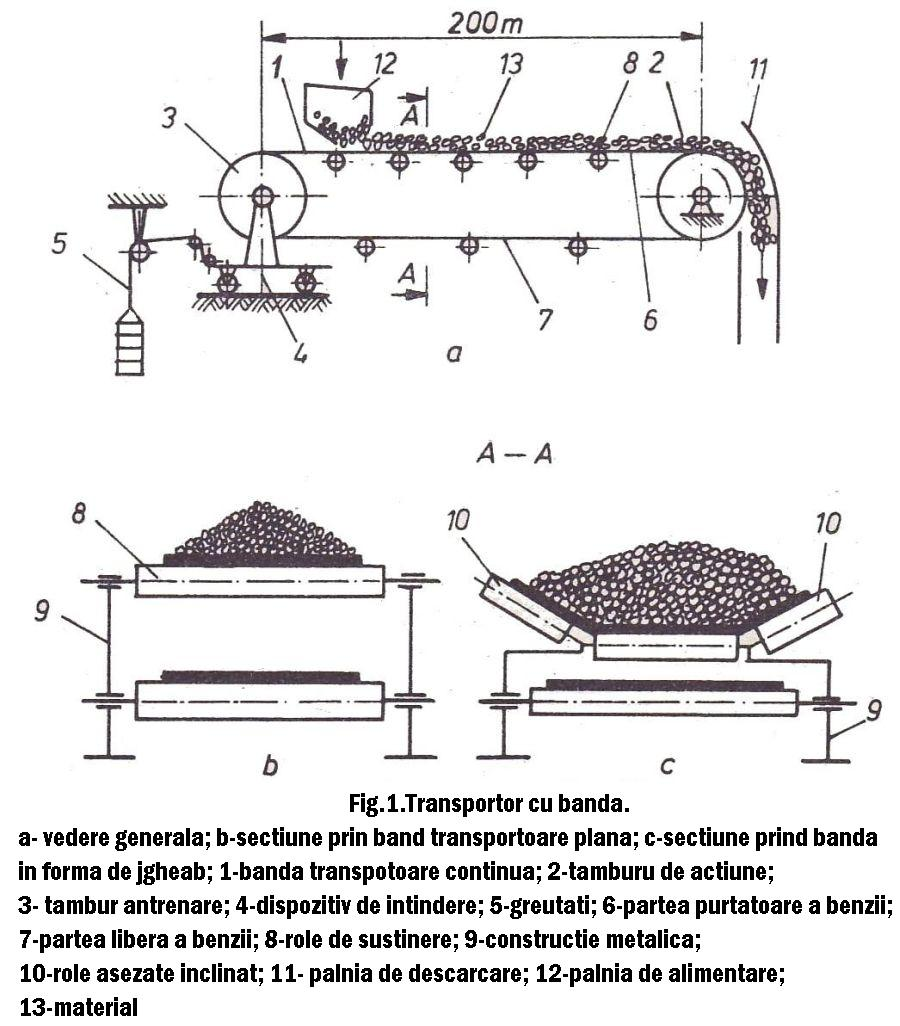 200m
1
12
13
8 2
11
A
3
5
A
7
6
4
a
A – A
8
10
10
9
9
b
c
Fig.1.Transportor cu banda.
a- vedere generala; b-sectiune prin band transportoare plana; c-sectiune prind banda
in forma de jgheab; 1-banda transpotoare continua; 2-tamburu de actiune;
3- tambur antrenare; 4-dispozitiv de intindere; 5-greutati; 6-partea purtatoare a benzii;
7-partea libera a benzii; 8-role de sustinere; 9-constructie metalica;
10-role asezate inclinat; 11- palnia de descarcare; 12-palnia de alimentare;
13-material